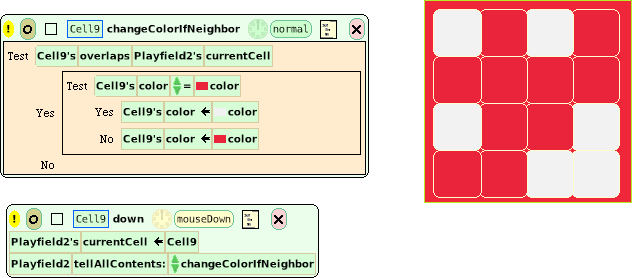 ! Cell9 changeColorIfNeighbor normal
Test Cell9's overlaps Playfield2's currentCell
Test Cell9's color = color
Yes Yes Cell9's color color
No Cell9's color color
No
! Cell9 down mouseDown
Playfield2's currentCell Cell9
Playfield2 tellAllContents: changeColorIfNeighbor